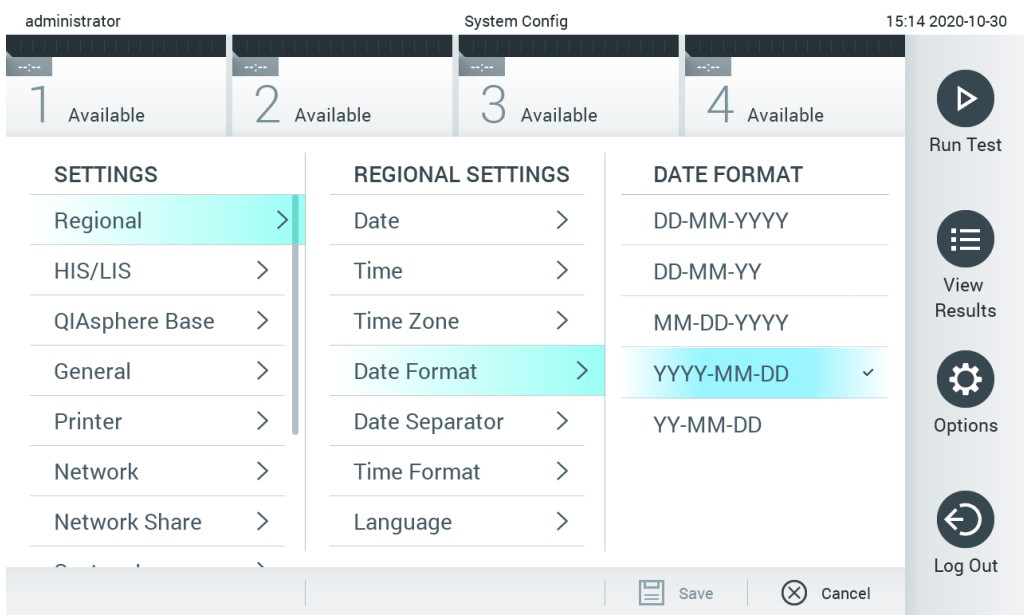 administrator System Config 15:14 2020-10-30
--:-- --:-- --:-- --:--
1 Available 2 Available 3 Available 4 Available
Run Test
SETTINGS
Regional
HIS/LIS
QIAsphere Base
General
Printer
Network
Network Share
REGIONAL SETTINGS
Date
Time
Time Zone
Date Format
Date Separator
Time Format
Language
DATE FORMAT
DD-MM-YYYY
DD-MM-YY
MM-DD-YYYY
YYYY-MM-DD
YY-MM-DD
View
Results
Options
Log Out
Save Cancel